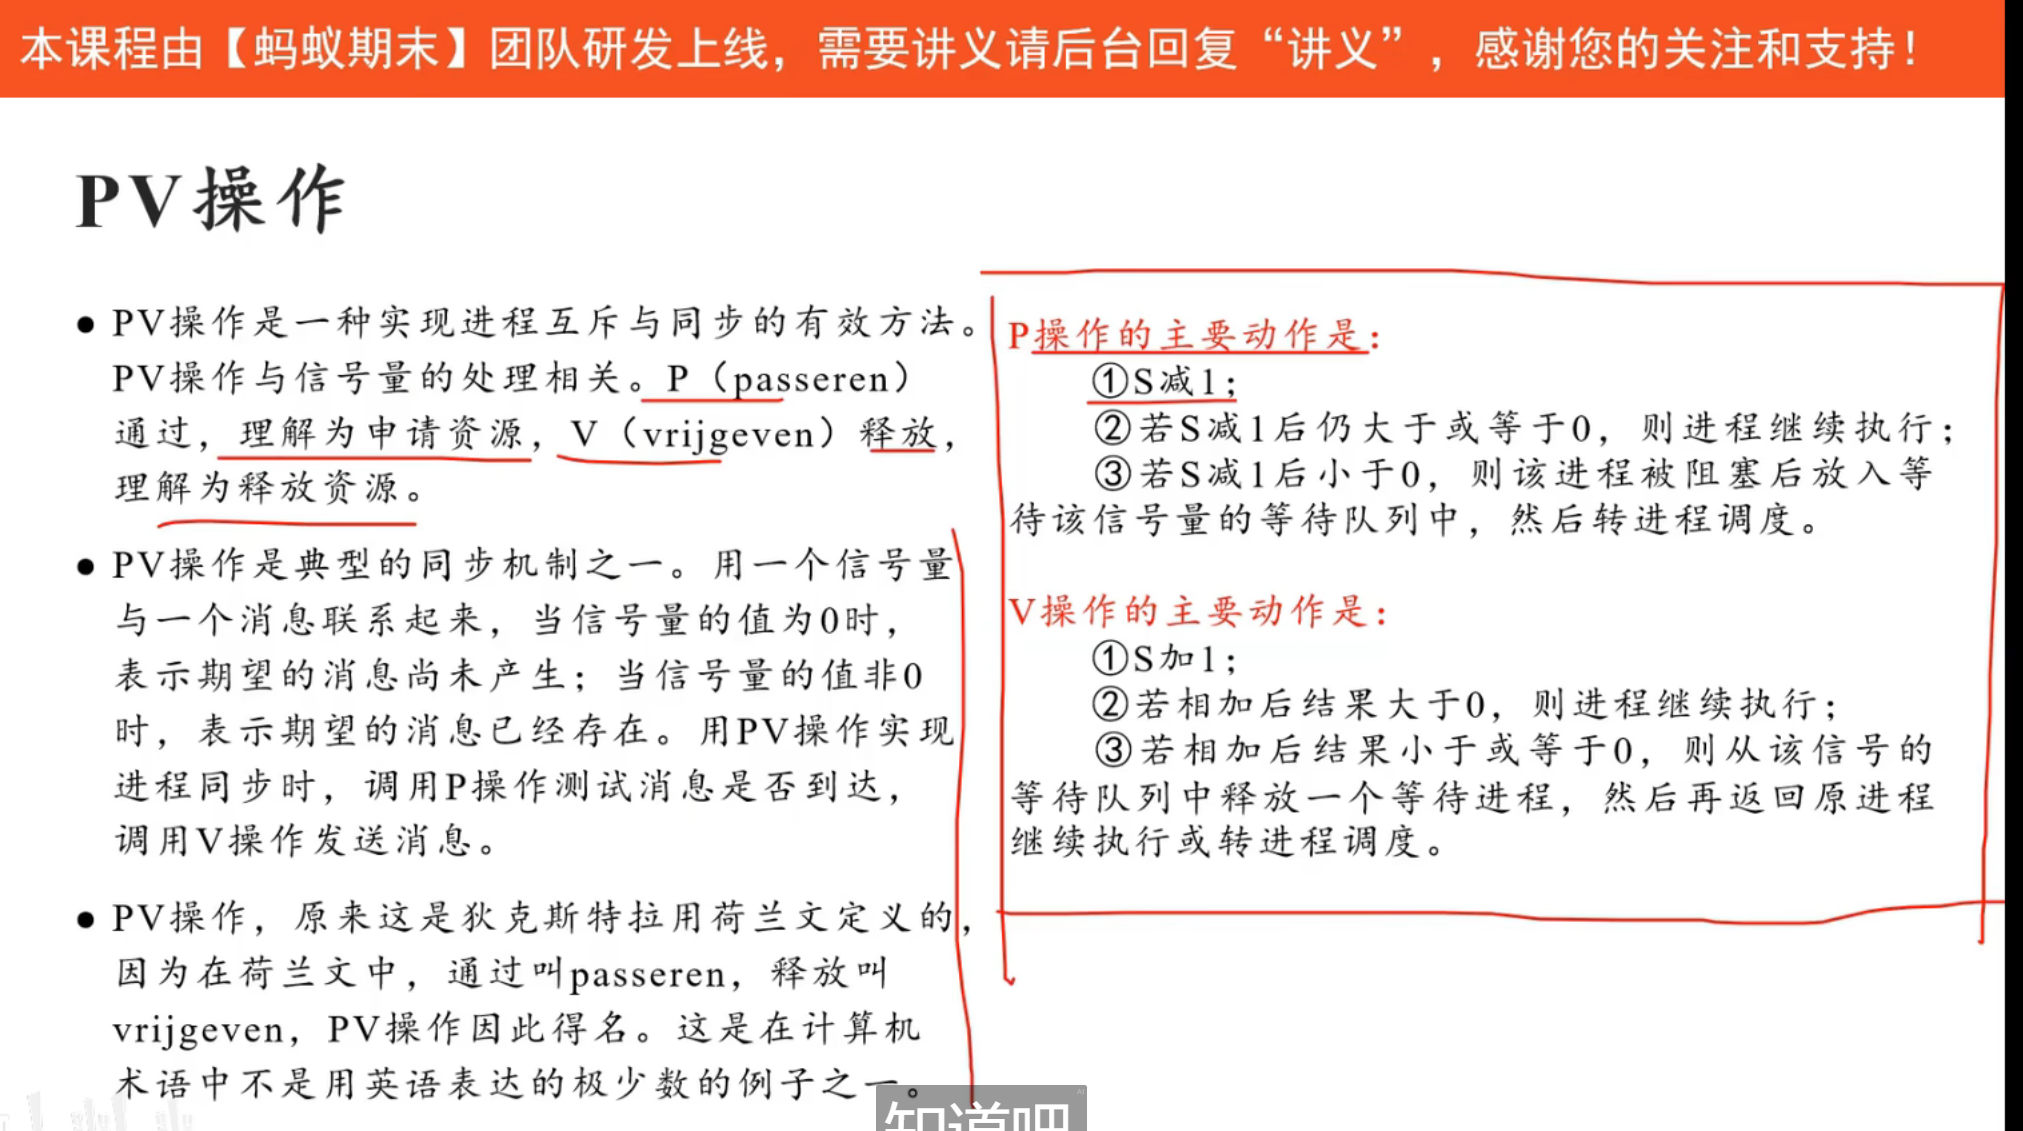 本课程由【蚂蚁期末】团队研发上线，需要讲义请后台回复“讲义”，感谢您的关注和支持！
PV操作
● PV操作是一种实现进程互斥与同步的有效方法。
PV操作与信号量的处理相关。P（passeren）
通过，理解为申请资源，V（vrijgeven）释放，
理解为释放资源。
● PV操作是典型的同步机制之一。用一个信号量
与一个消息联系起来，当信号量的值为0时，
表示期望的消息尚未产生；当信号量的值非0
时，表示期望的消息已经存在。用PV操作实现
进程同步时，调用P操作测试消息是否到达，
调用V操作发送消息。
● PV操作，原来这是狄克斯特拉用荷兰文定义的，
因为在荷兰文中，通过叫passeren，释放叫
vrijgeven，PV操作因此得名。这是在计算机
术语中不是用英语表达的极少数的例子之一。
P操作的主要动作是：
①S减1；
②若S减1后仍大于或等于0，则进程继续执行；
③若S减1后小于0，则该进程被阻塞后放入等
待该信号量的等待队列中，然后转进程调度。
V操作的主要动作是：
①S加1；
②若相加后结果大于0，则进程继续执行；
③若相加后结果小于或等于0，则从该信号的
等待队列中释放一个等待进程，然后再返回原进程
继续执行或转进程调度。
知道吧